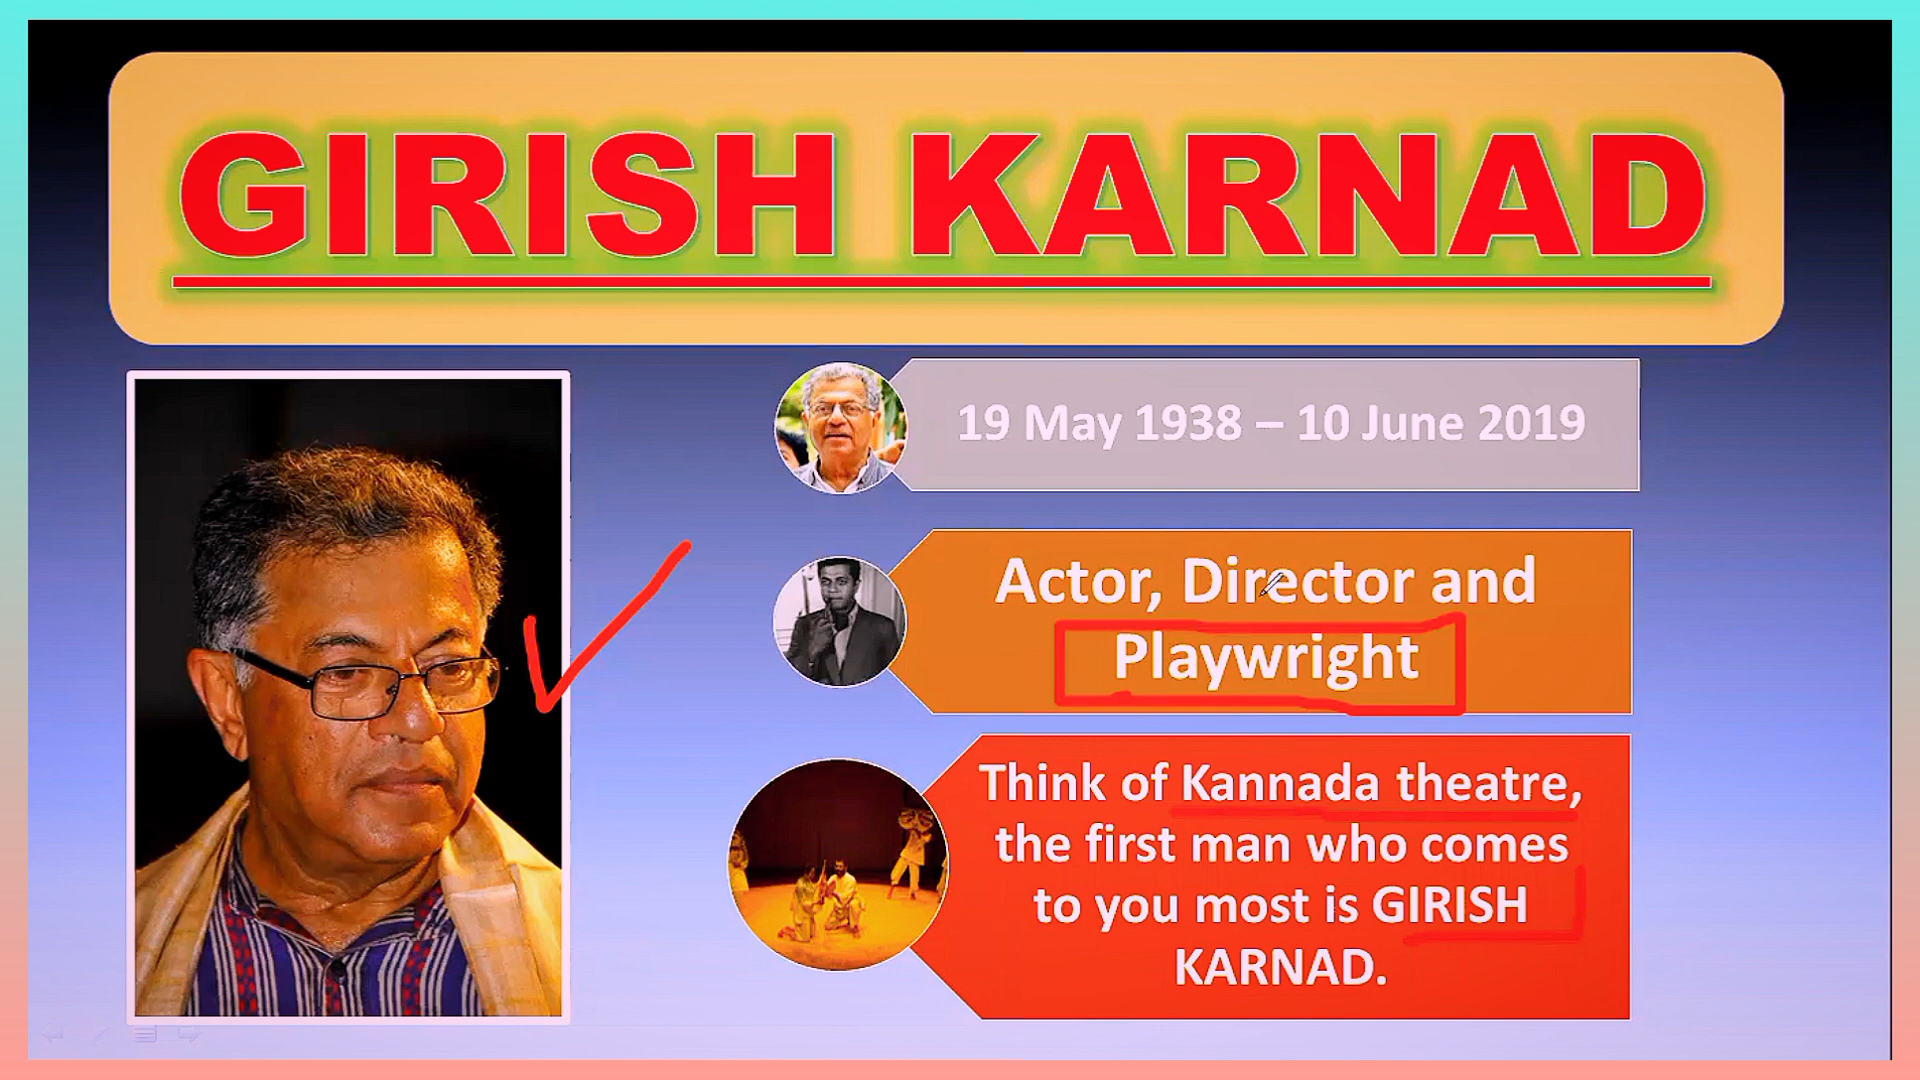 GIRISH KARNAD
19 May 1938 – 10 June 2019
Actor, Director and
Playwright
Think of Kannada theatre,
the first man who comes
to you most is GIRISH
KARNAD.